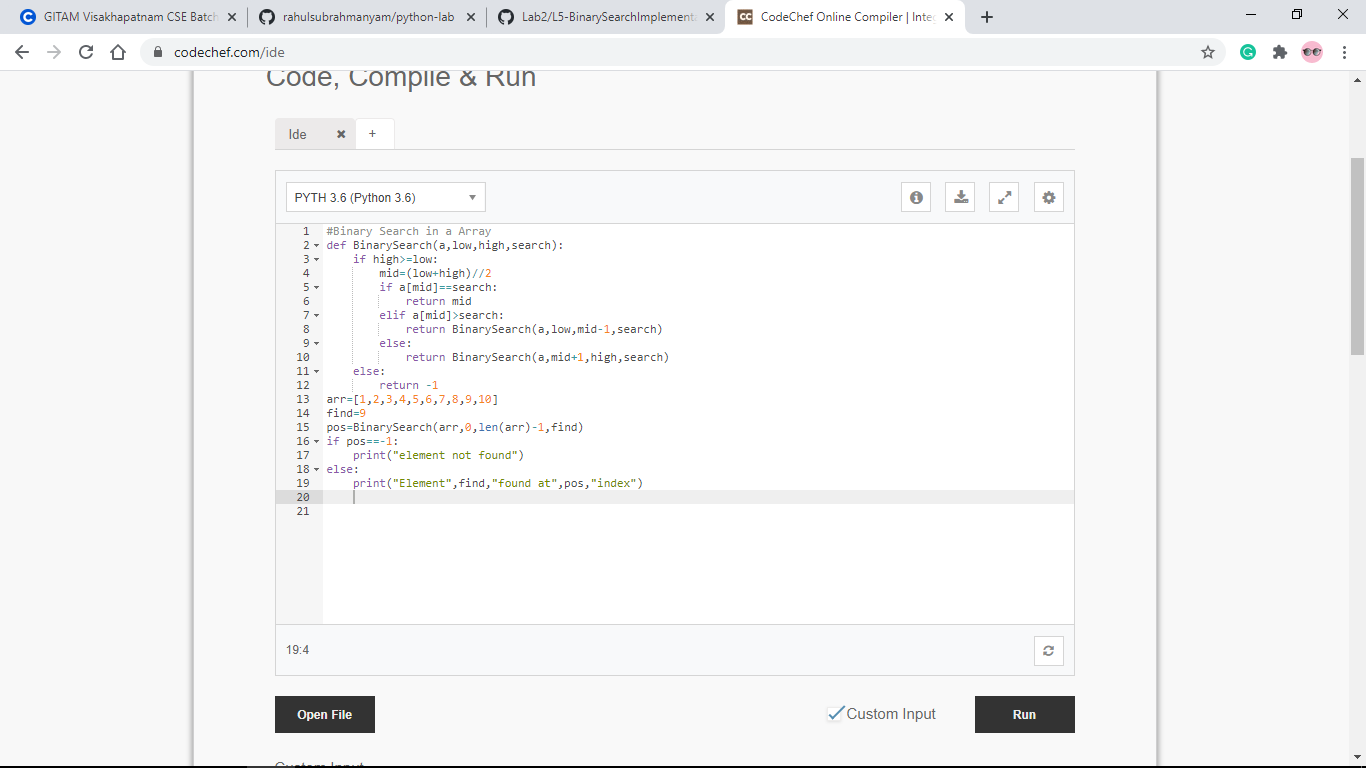 GITAM Visakhapatnam CSE Batch
rahulsubrahmanyam/python-lab
Lab2/L5-BinarySearchImplementa
CodeChef Online Compiler | Inte
codechef.com/ide
Code, Compile & Run
Ide
+
PYTH 3.6 (Python 3.6)
1 #Binary Search in a Array
2 def BinarySearch(a,low,high,search):
3     if high>=low:
4         mid=(low+high)//2
5         if a[mid]==search:
6             return mid
7         elif a[mid]>search:
8             return BinarySearch(a,low,mid-1,search)
9         else:
10             return BinarySearch(a,mid+1,high,search)
11     else:
12         return -1
13 arr=[1,2,3,4,5,6,7,8,9,10]
14 find=9
15 pos=BinarySearch(arr,0,len(arr)-1,find)
16 if pos==-1:
17     print("element not found")
18 else:
19     print("Element",find,"found at",pos,"index")
20
21
19:4
Open File
Custom Input
Run
Custom Input